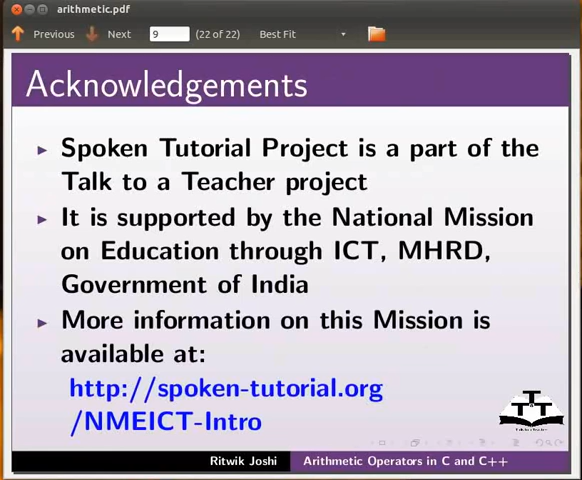 arithmetic.pdf
Previous Next 9 (22 of 22) Best Fit
Acknowledgements
Spoken Tutorial Project is a part of the
Talk to a Teacher project
It is supported by the National Mission
on Education through ICT, MHRD,
Government of India
More information on this Mission is
available at:
http://spoken-tutorial.org
/NMEICT-Intro
Ritwik Joshi Arithmetic Operators in C and C++